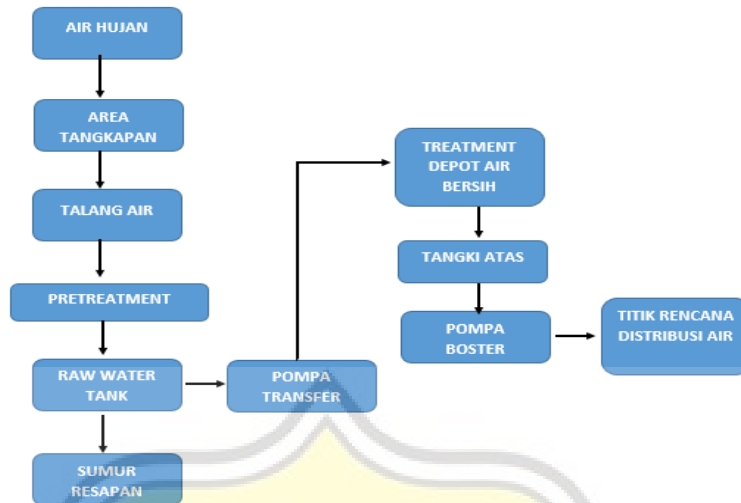 AIR HUJAN
AREA
TANGKAPAN
TALANG AIR
PRETREATMENT
RAW WATER
TANK
SUMUR
RESAPAN
POMPA
TRANSFER
TREATMENT
DEPOT AIR
BERSIH
TANGKI ATAS
POMPA
BOSTER
TITIK RENCANA
DISTRIBUSI AIR